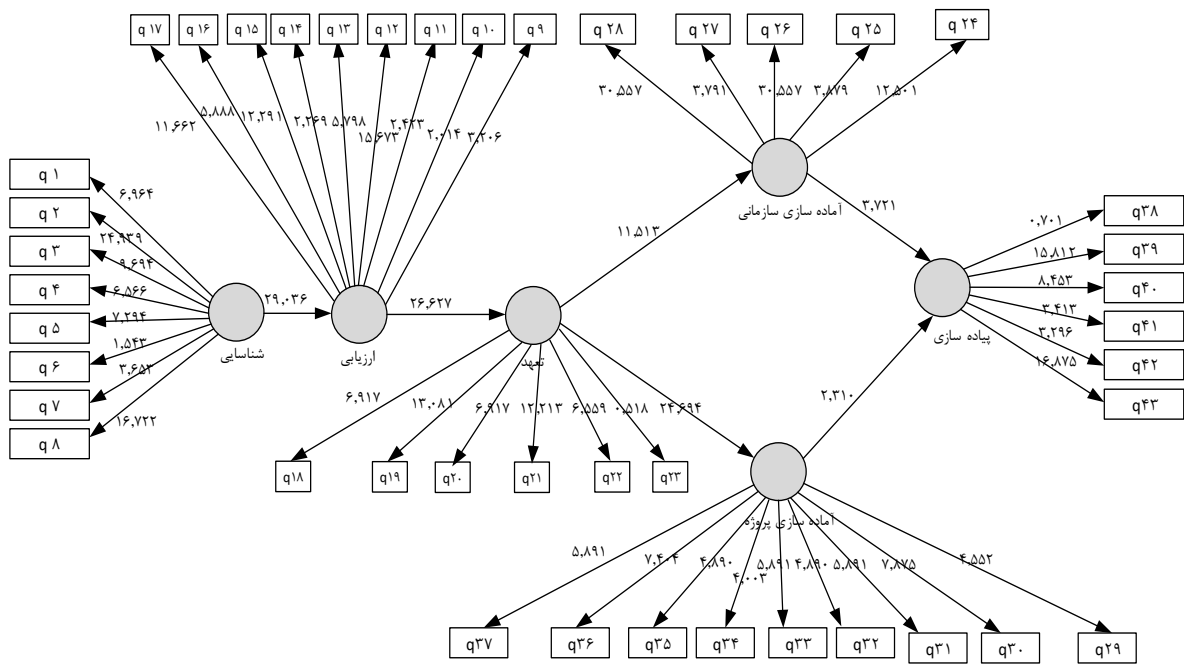 q ۱۷ q ۱۶ q ۱۵ q ۱۴ q ۱۳ q ۱۲ q ۱۱ q ۱۰ q ۹
۱۱,۶۶۲ ۵,۸۸۸ ۱۲,۲۹۱ ۲,۲۶۹ ۵,۷۹۸ ۱۵,۶۷۳ ۲,۴۲۳ ۲,۰۱۴ ۳,۲۰۶
q ۲۸ q ۲۷ q ۲۶ q ۲۵ q ۲۴
۳۰,۵۵۷ ۳,۷۹۱ ۳۰,۵۵۷ ۳,۸۷۹ ۱۲,۵۰۱
q ۱
q ۲
q ۳
q ۴
q ۵
q ۶
q ۷
q ۸
۶,۹۶۴
۲۴,۹۳۹
۹,۶۹۴
۶,۵۶۶
۷,۲۹۴
۱,۵۴۳
۳,۶۵۲
۱۶,۷۲۲
شناسایی
۲۹,۰۳۶
ارزیابی
۲۶,۶۲۷
تعهد
۱۱,۵۱۳
آماده سازی سازمانی
۳,۷۲۱
پیاده سازی
۰,۷۰۱
۱۵,۸۱۲
۸,۴۵۳
۳,۴۱۳
۳,۲۹۶
۱۶,۸۷۵
q۳۸
q۳۹
q۴۰
q۴۱
q۴۲
q۴۳
۶,۹۱۷ ۱۳,۰۸۱ ۶,۹۱۷ ۱۲,۲۱۳ ۶,۵۵۹ ۰,۵۱۸ ۲۴,۶۹۴
q۱۸ q۱۹ q۲۰ q۲۱ q۲۲ q۲۳
۲,۳۱۰
آماده سازی پروژه
۵,۸۹۱ ۷,۴۰۴ ۴,۸۹۰ ۴,۰۰۳ ۵,۸۹۱ ۴,۸۹۰ ۵,۸۹۱ ۷,۸۷۵ ۴,۵۵۲
q۳۷ q۳۶ q۳۵ q۳۴ q۳۳ q۳۲ q۳۱ q۳۰ q۲۹